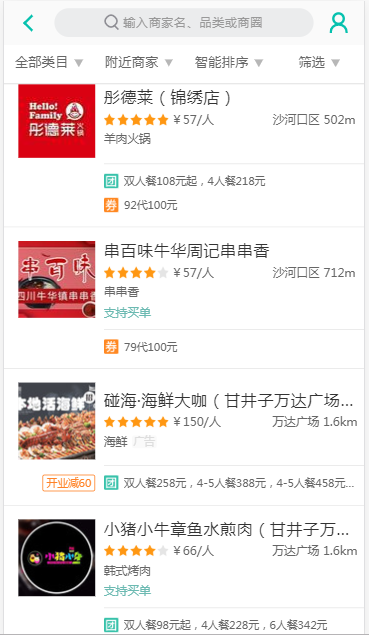 输入商家名、品类或商圈
全部类目 附近商家 智能排序 筛选
Hello!
Family
彤德莱火锅
彤德莱（锦绣店）
￥57/人 沙河口区 502m
羊肉火锅
团 双人餐108元起，4人餐218元
券 92代100元
串百味
四川牛华镇串串香
串百味牛华周记串串香
￥57/人 沙河口区 712m
串串香
支持买单
券 79代100元
本地活海鲜
碰海·海鲜大咖（甘井子万达广场...
￥150/人 万达广场 1.6km
海鲜 广告
开业减60 团 双人餐258元，4-5人餐388元，4-5人餐458元...
小猪小牛
小猪小牛章鱼水煎肉（甘井子万...
￥66/人 万达广场 1.6km
韩式烤肉
支持买单
团 双人餐98元起，4人餐228元，6人餐342元